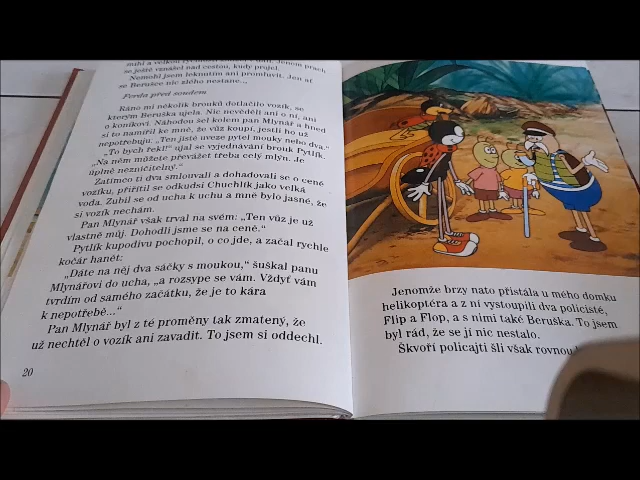 se ještě vznášel nad cestou, kudy projel.
Nemohl jsem leknutím ani promluvit. Jen ať
se Berušce nic zlého nestane...
Ferda před soudem
Ráno mi několik brouků dotlačilo vozík, se
kterým Beruška ujela. Nic nevěděli ani o ní, ani
o koníkovi. Náhodou šel kolem pan Mlynář a hned
si to namířil ke mně, že vůz koupí, jestli ho už
nepotřebuju: „Ten jistě uveze pytel mouky nebo dva.“
„To bych řekl!“ ujal se vyjednávání brouk Pytlík.
„Na něm můžete převážet třeba celý mlýn. Je
úplně nezničitelný.“
Zatímco ti dva smlouvali a dohadovali se o ceně
vozíku, přiřítil se odkudsi Chuchlík jako velká
voda. Zubil se od ucha k uchu a mně bylo jasné, že
si vozík nechám.
Pan Mlynář však trval na svém: „Ten vůz je už
vlastně můj. Dohodli jsme se na ceně.“
Pytlík kupodivu pochopil, o co jde, a začal rychle
kočár hanět:
„Dáte na něj dva sáčky s moukou,“ šuškal panu
Mlynářovi do ucha, „a rozsype se vám. Vždyť vám
tvrdím od samého začátku, že je to kára
k nepotřebě...“
Pan Mlynář byl z té proměny tak zmatený, že
už nechtěl o vozík ani zavadit. To jsem si oddechl.
20
Jenomže brzy nato přistála u mého domku
helikoptéra a z ní vystoupili dva policisté,
Flip a Flop, a s nimi také Beruška. To jsem
byl rád, že se jí nic nestalo.
Škvoří policajti šli však rovnou